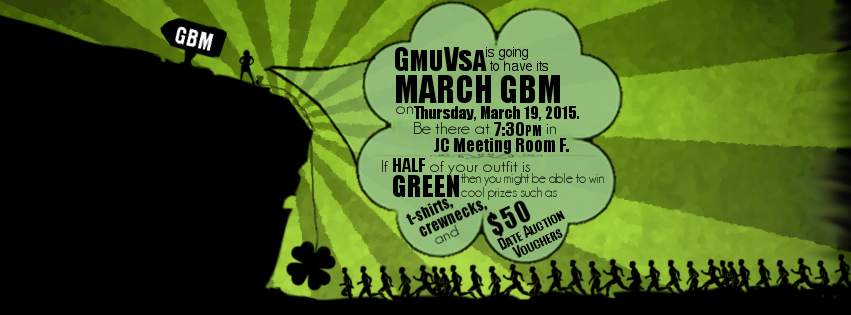 GBM
GMUVSA is going
to have its
MARCH GBM
on Thursday, March 19, 2015.
Be there at 7:30PM in
JC Meeting Room F.
If HALF of your outfit is
GREEN then you might be able to win
cool prizes such as
t-shirts,
crewnecks,
and
$50
DATE AUCTION
VOUCHERS